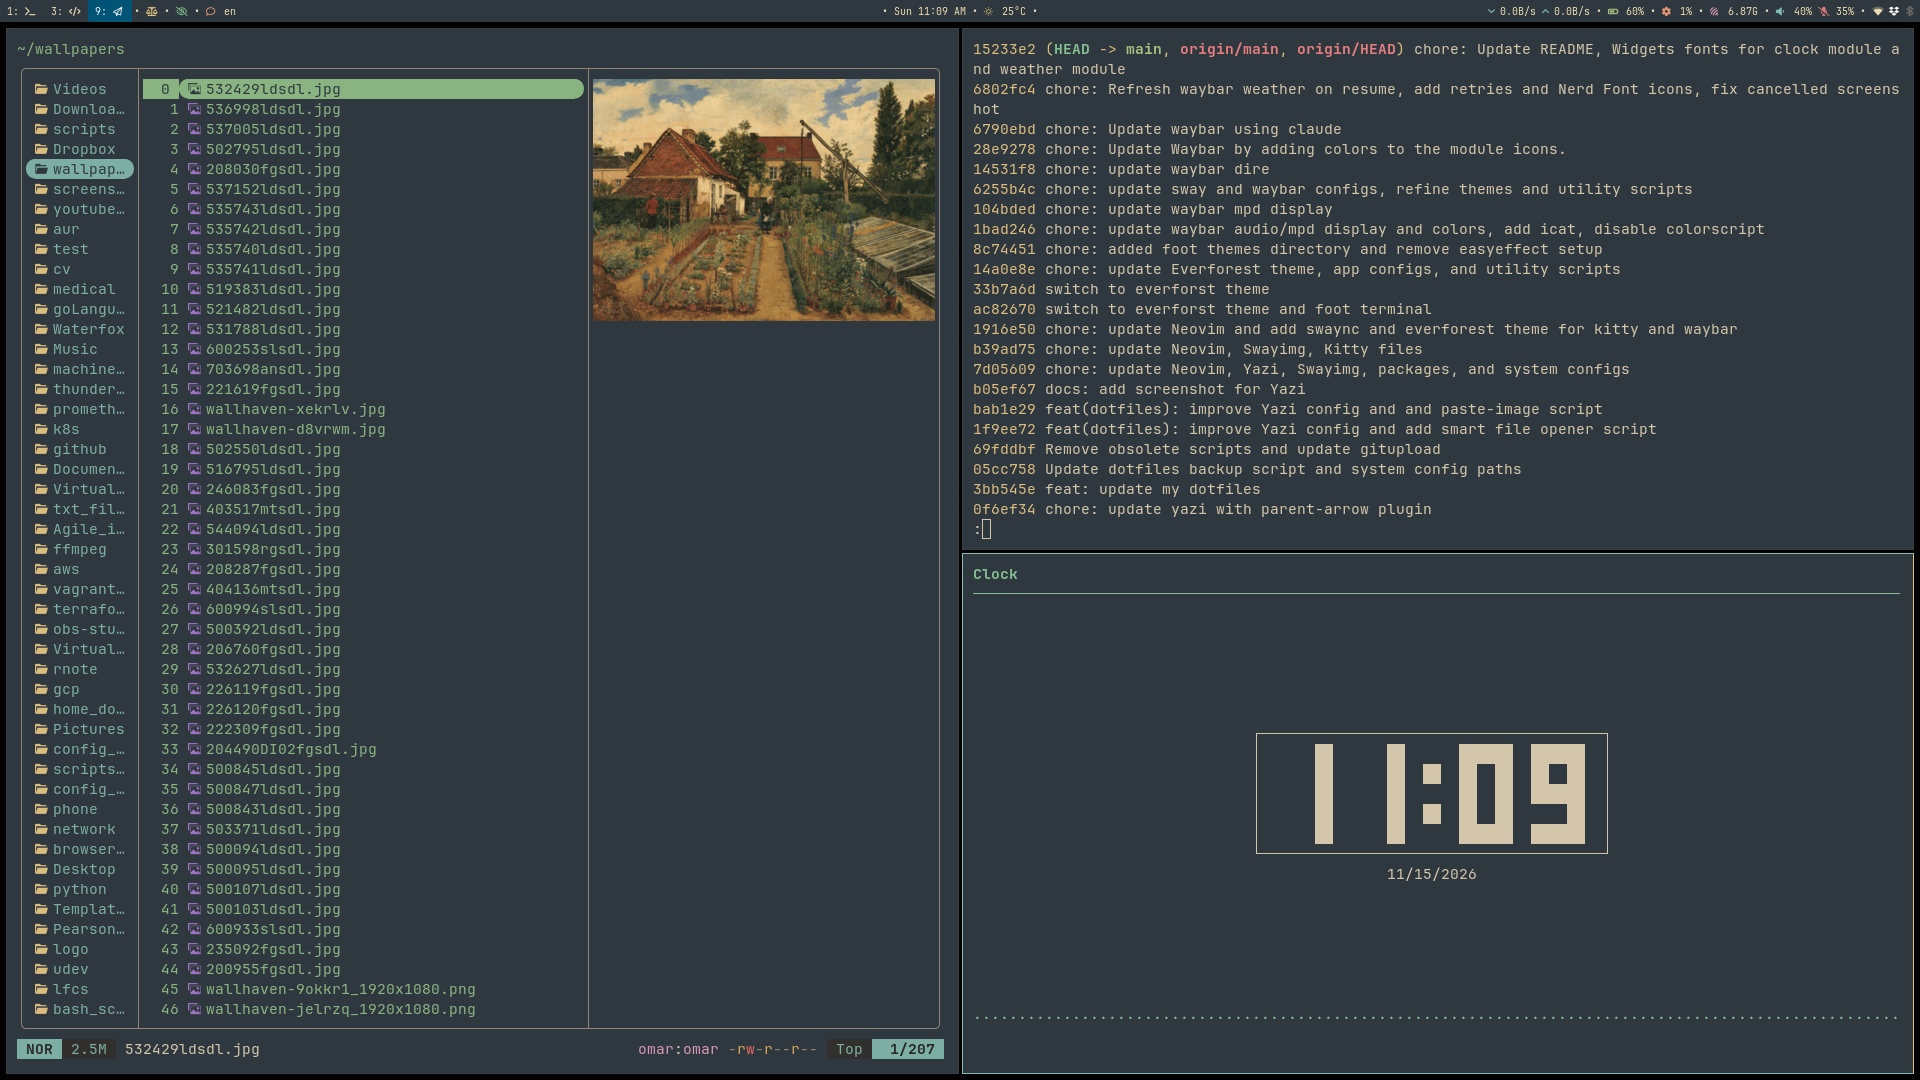 1: 3: 9: • • • en
• Sun 11:09 AM • 25°C •
0.0B/s 0.0B/s • 60% • 1% • 6.87G • 40% 35% •
~/wallpapers
Videos
Downloa…
scripts
Dropbox
wallpap…
screens…
youtube…
aur
test
cv
medical
goLangu…
Waterfox
Music
machine…
thunder…
prometh…
k8s
github
Documen…
Virtual…
txt_fil…
Agile_i…
ffmpeg
aws
vagrant…
terrafo…
obs-stu…
Virtual…
rnote
gcp
home_do…
Pictures
config_…
scripts…
config_…
phone
network
browser…
Desktop
python
Templat…
Pearson…
logo
udev
lfcs
bash_sc…
0 532429ldsdl.jpg
1 536998ldsdl.jpg
2 537005ldsdl.jpg
3 502795ldsdl.jpg
4 208030fgsdl.jpg
5 537152ldsdl.jpg
6 535743ldsdl.jpg
7 535742ldsdl.jpg
8 535740ldsdl.jpg
9 535741ldsdl.jpg
10 519383ldsdl.jpg
11 521482ldsdl.jpg
12 531788ldsdl.jpg
13 600253slsdl.jpg
14 703698ansdl.jpg
15 221619fgsdl.jpg
16 wallhaven-xekrlv.jpg
17 wallhaven-d8vrwm.jpg
18 502550ldsdl.jpg
19 516795ldsdl.jpg
20 246083fgsdl.jpg
21 403517mtsdl.jpg
22 544094ldsdl.jpg
23 301598rgsdl.jpg
24 208287fgsdl.jpg
25 404136mtsdl.jpg
26 600994slsdl.jpg
27 500392ldsdl.jpg
28 206760fgsdl.jpg
29 532627ldsdl.jpg
30 226119fgsdl.jpg
31 226120fgsdl.jpg
32 222309fgsdl.jpg
33 204490DI02fgsdl.jpg
34 500845ldsdl.jpg
35 500847ldsdl.jpg
36 500843ldsdl.jpg
37 503371ldsdl.jpg
38 500094ldsdl.jpg
39 500095ldsdl.jpg
40 500107ldsdl.jpg
41 500103ldsdl.jpg
42 600933slsdl.jpg
43 235092fgsdl.jpg
44 200955fgsdl.jpg
45 wallhaven-9okkr1_1920x1080.png
46 wallhaven-jelrzq_1920x1080.png
NOR 2.5M 532429ldsdl.jpg omar:omar -rw-r--r-- Top 1/207
15233e2 (HEAD -> main, origin/main, origin/HEAD) chore: Update README, Widgets fonts for clock module a
nd weather module
6802fc4 chore: Refresh waybar weather on resume, add retries and Nerd Font icons, fix cancelled screens
hot
6790ebd chore: Update waybar using claude
28e9278 chore: Update Waybar by adding colors to the module icons.
14531f8 chore: update waybar dire
6255b4c chore: update sway and waybar configs, refine themes and utility scripts
104bded chore: update waybar mpd display
1bad246 chore: update waybar audio/mpd display and colors, add icat, disable colorscript
8c74451 chore: added foot themes directory and remove easyeffect setup
14a0e8e chore: update Everforest theme, app configs, and utility scripts
33b7a6d switch to everforst theme
ac82670 switch to everforst theme and foot terminal
1916e50 chore: update Neovim and add swaync and everforest theme for kitty and waybar
b39ad75 chore: update Neovim, Swayimg, Kitty files
7d05609 chore: update Neovim, Yazi, Swayimg, packages, and system configs
b05ef67 docs: add screenshot for Yazi
bab1e29 feat(dotfiles): improve Yazi config and and paste-image script
1f9ee72 feat(dotfiles): improve Yazi config and add smart file opener script
69fddbf Remove obsolete scripts and update gitupload
05cc758 Update dotfiles backup script and system config paths
3bb545e feat: update my dotfiles
0f6ef34 chore: update yazi with parent-arrow plugin
:
Clock
11:09
11/15/2026